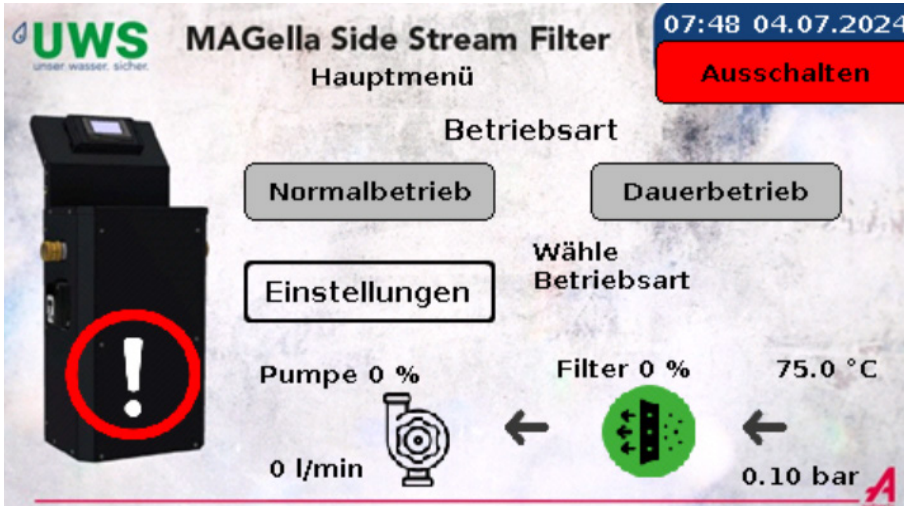 UWS
unser. wasser. sicher.
MAGella Side Stream Filter
Hauptmenü
07:48 04.07.2024
Ausschalten
Betriebsart
Normalbetrieb
Dauerbetrieb
Einstellungen
Wähle
Betriebsart
Pumpe 0 %
Filter 0 %
75.0 °C
0 l/min
0.10 bar